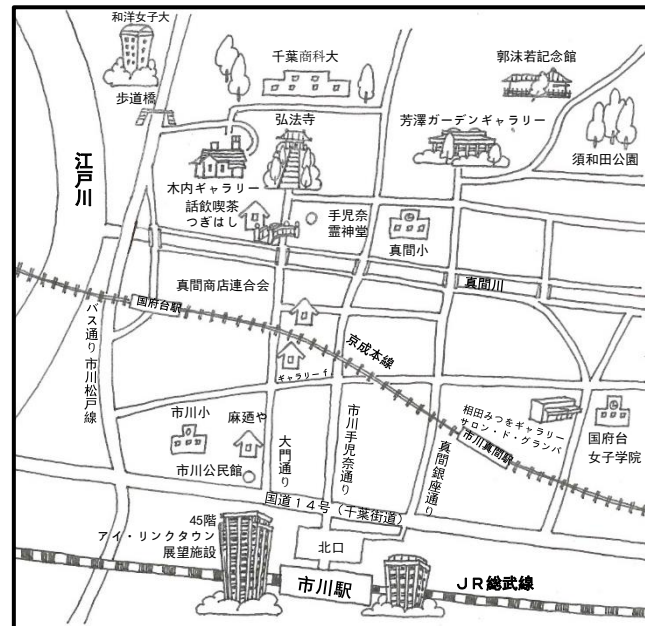 和洋女子大
千葉商科大
郭沫若記念館
歩道橋
弘法寺
芳澤ガーデンギャラリー
須和田公園
江戸川
木内ギャラリー
話飲喫茶
つぎはし
手児奈
霊神堂
真間小
真間商店連合会
真間川
国府台駅
バス通り市川松戸線
京成本線
ギャラリーf
市川小
麻廼や
市川公民館
大門通り
市川手児奈通り
真間銀座通り
相田みつをギャラリー
サロン・ド・グランパ
市川真間駅
国府台
女子学院
国道14号(千葉街道)
45階
アイ・リンクタウン
展望施設
北口
市川駅
JR総武線